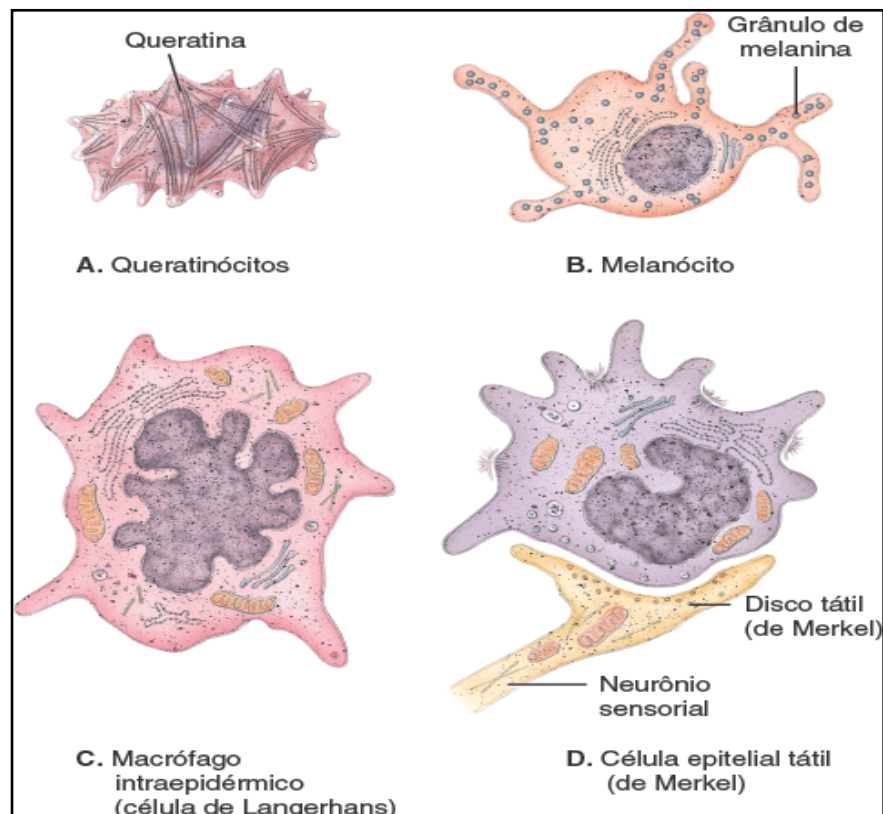 Queratina
Grânulo de
melanina
A. Queratinócitos
B. Melanócito
Disco tátil
(de Merkel)
Neurônio
sensorial
C. Macrófago
intraepidérmico
(célula de Langerhans)
D. Célula epitelial tátil
(de Merkel)